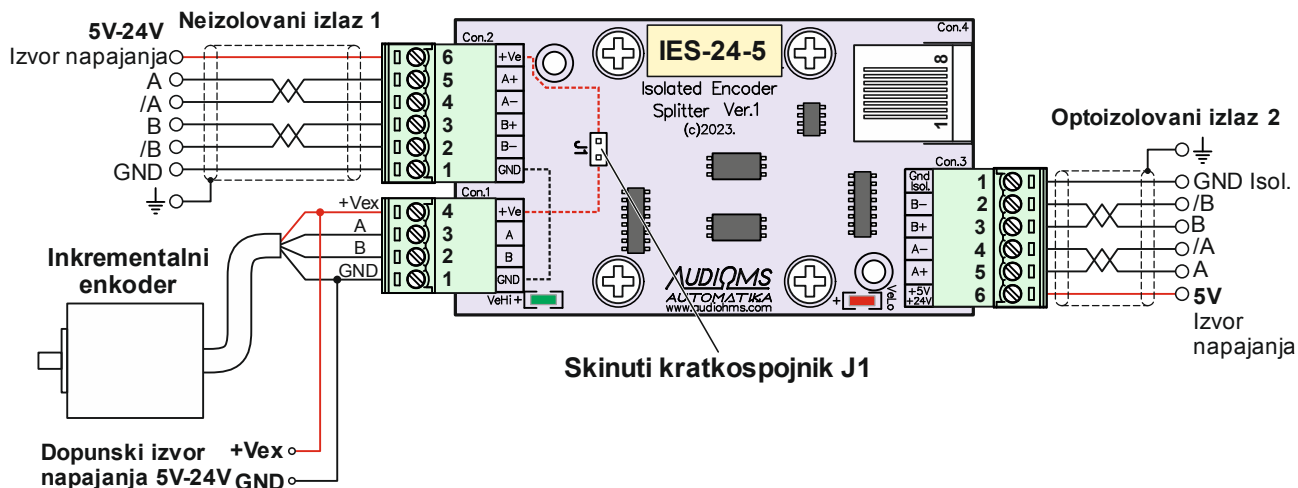 Neizolovani izlaz 1
5V-24V
Izvor napajanja
A
/A
B
/B
GND
Con.2
6 +Ve
5 A+
4 A-
3 B+
2 B-
1 GND
Con.1
4 +Ve
3 A
2 B
1 GND
+Vex
A
B
GND
VeHi +
Inkrementalni
enkoder
Dopunski izvor
napajanja 5V-24V
+Vex
GND
IES-24-5
Isolated Encoder
Splitter Ver.1
(c)2023.
J1
AUDIOMS
AUTOMATIKA
www.audiohms.com
Skinuti kratkospojnik J1
Con.4
8
1
+
VeLo
Con.3
Gnd
Isol.
1
B- 2
B+ 3
A- 4
A+ 5
+5V
+24V
6
Optoizolovani izlaz 2
GND Isol.
/B
B
/A
A
5V
Izvor
napajanja